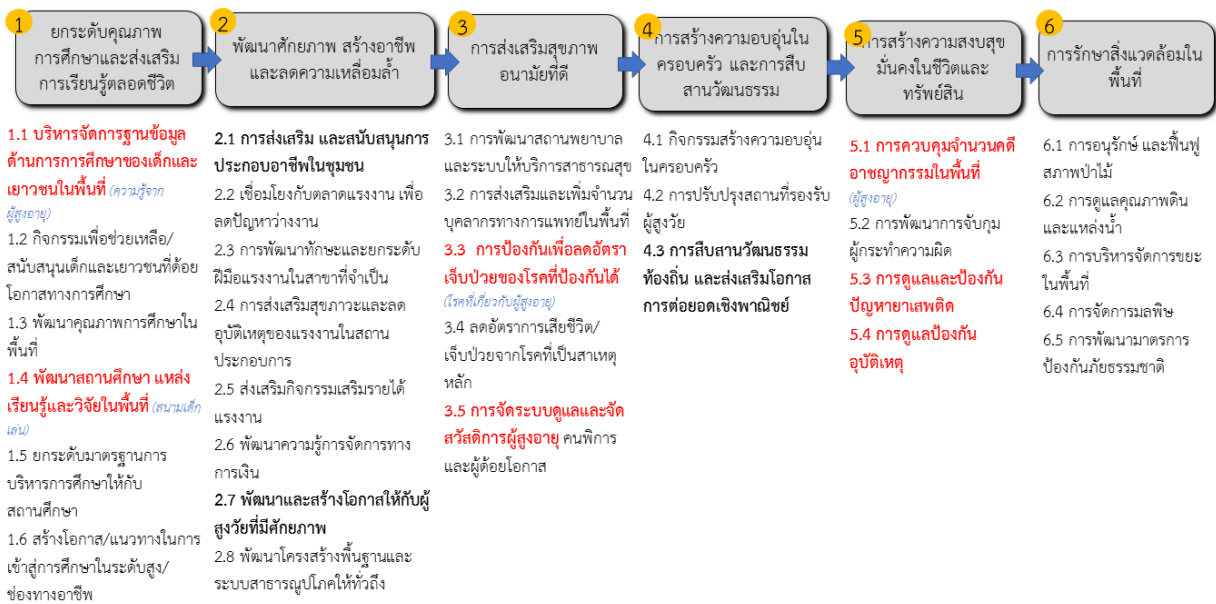 1
ยกระดับคุณภาพ
การศึกษาและส่งเสริม
การเรียนรู้ตลอดชีวิต
2
พัฒนาศักยภาพ สร้างอาชีพ
และลดความเหลื่อมล้ำ
3
การส่งเสริมสุขภาพ
อนามัยที่ดี
4
การสร้างความอบอุ่นใน
ครอบครัว และการสืบ
สานวัฒนธรรม
5
การสร้างความสงบสุข
มั่นคงในชีวิตและ
ทรัพย์สิน
6
การรักษาสิ่งแวดล้อมใน
พื้นที่
1.1 บริหารจัดการฐานข้อมูล
ด้านการการศึกษาของเด็กและ
เยาวชนในพื้นที่ (ความรู้จาก
ผู้สูงอายุ)
1.2 กิจกรรมเพื่อช่วยเหลือ/
สนับสนุนเด็กและเยาวชนที่ด้อย
โอกาสทางการศึกษา
1.3 พัฒนาคุณภาพการศึกษาใน
พื้นที่
1.4 พัฒนาสถานศึกษา แหล่ง
เรียนรู้และวิจัยในพื้นที่ (สนามเด็ก
เล่น)
1.5 ยกระดับมาตรฐานการ
บริหารการศึกษาให้กับ
สถานศึกษา
1.6 สร้างโอกาส/แนวทางในการ
เข้าสู่การศึกษาในระดับสูง/
ช่องทางอาชีพ
2.1 การส่งเสริม และสนับสนุนการ
ประกอบอาชีพในชุมชน
2.2 เชื่อมโยงกับตลาดแรงงาน เพื่อ
ลดปัญหาว่างงาน
2.3 การพัฒนาทักษะและยกระดับ
ฝีมือแรงงานในสาขาที่จำเป็น
2.4 การส่งเสริมสุขภาวะและลด
อุบัติเหตุของแรงงานในสถาน
ประกอบการ
2.5 ส่งเสริมกิจกรรมเสริมรายได้
แรงงาน
2.6 พัฒนาความรู้การจัดการทาง
การเงิน
2.7 พัฒนาและสร้างโอกาสให้กับผู้
สูงวัยที่มีศักยภาพ
2.8 พัฒนาโครงสร้างพื้นฐานและ
ระบบสาธารณูปโภคให้ทั่วถึง
3.1 การพัฒนาสถานพยาบาล
และระบบให้บริการสาธารณสุข
3.2 การส่งเสริมและเพิ่มจำนวน
บุคลากรทางการแพทย์ในพื้นที่
3.3 การป้องกันเพื่อลดอัตรา
เจ็บป่วยของโรคที่ป้องกันได้
(โรคที่เกี่ยวกับผู้สูงอายุ)
3.4 ลดอัตราการเสียชีวิต/
เจ็บป่วยจากโรคที่เป็นสาเหตุ
หลัก
3.5 การจัดระบบดูแลและจัด
สวัสดิการผู้สูงอายุ คนพิการ
และผู้ด้อยโอกาส
4.1 กิจกรรมสร้างความอบอุ่น
ในครอบครัว
4.2 การปรับปรุงสถานที่รองรับ
ผู้สูงวัย
4.3 การสืบสานวัฒนธรรม
ท้องถิ่น และส่งเสริมโอกาส
การต่อยอดเชิงพาณิชย์
5.1 การควบคุมจำนวนคดี
อาชญากรรมในพื้นที่
(ผู้สูงอายุ)
5.2 การพัฒนาการจับกุม
ผู้กระทำความผิด
5.3 การดูแลและป้องกัน
ปัญหายาเสพติด
5.4 การดูแลป้องกัน
อุบัติเหตุ
6.1 การอนุรักษ์ และฟื้นฟู
สภาพป่าไม้
6.2 การดูแลคุณภาพดิน
และแหล่งน้ำ
6.3 การบริหารจัดการขยะ
ในพื้นที่
6.4 การจัดการมลพิษ
6.5 การพัฒนามาตรการ
ป้องกันภัยธรรมชาติ